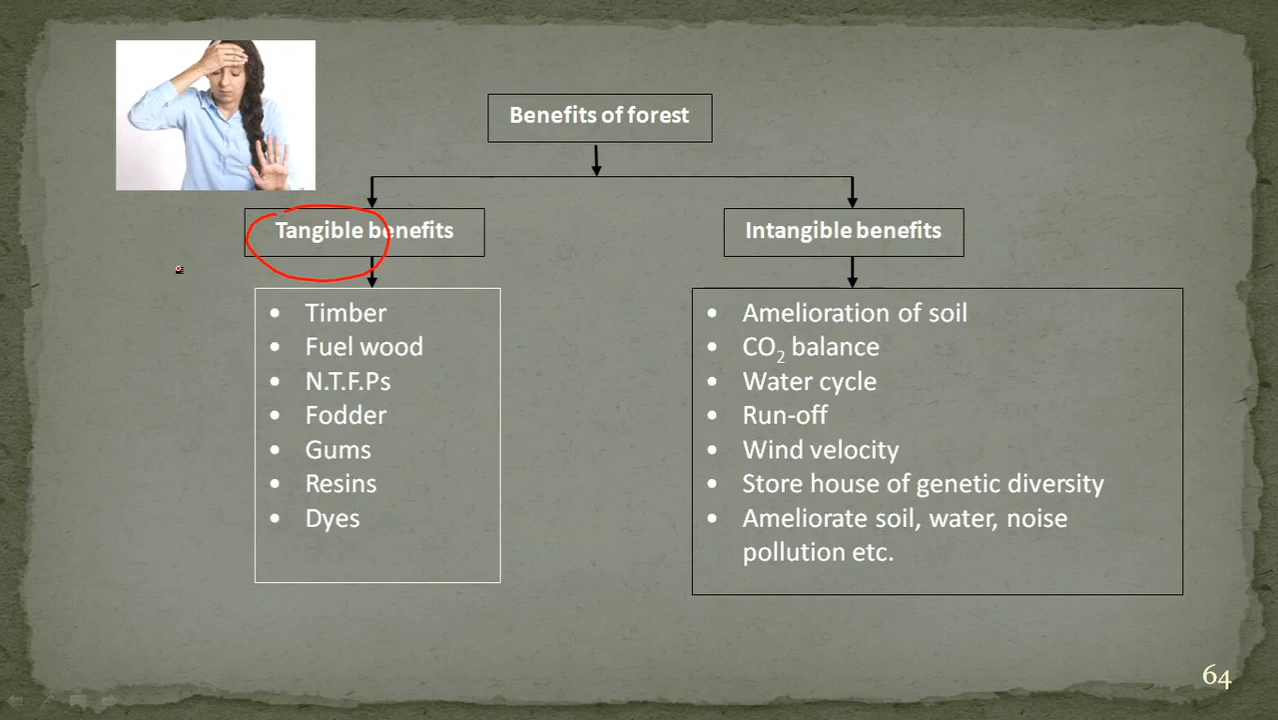 Benefits of forest
Tangible benefits
Intangible benefits
• Timber
• Fuel wood
• N.T.F.Ps
• Fodder
• Gums
• Resins
• Dyes
• Amelioration of soil
• CO₂ balance
• Water cycle
• Run-off
• Wind velocity
• Store house of genetic diversity
• Ameliorate soil, water, noise
pollution etc.
64